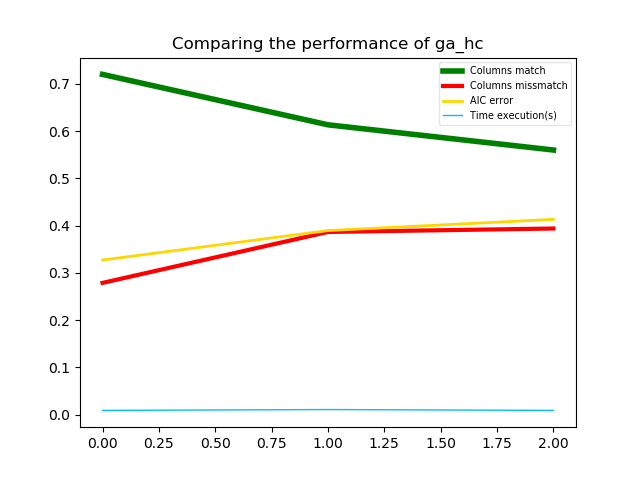 Comparing the performance of ga_hc
Columns match
Columns missmatch
AIC error
Time execution(s)
0.7
0.6
0.5
0.4
0.3
0.2
0.1
0.0
0.00 0.25 0.50 0.75 1.00 1.25 1.50 1.75 2.00